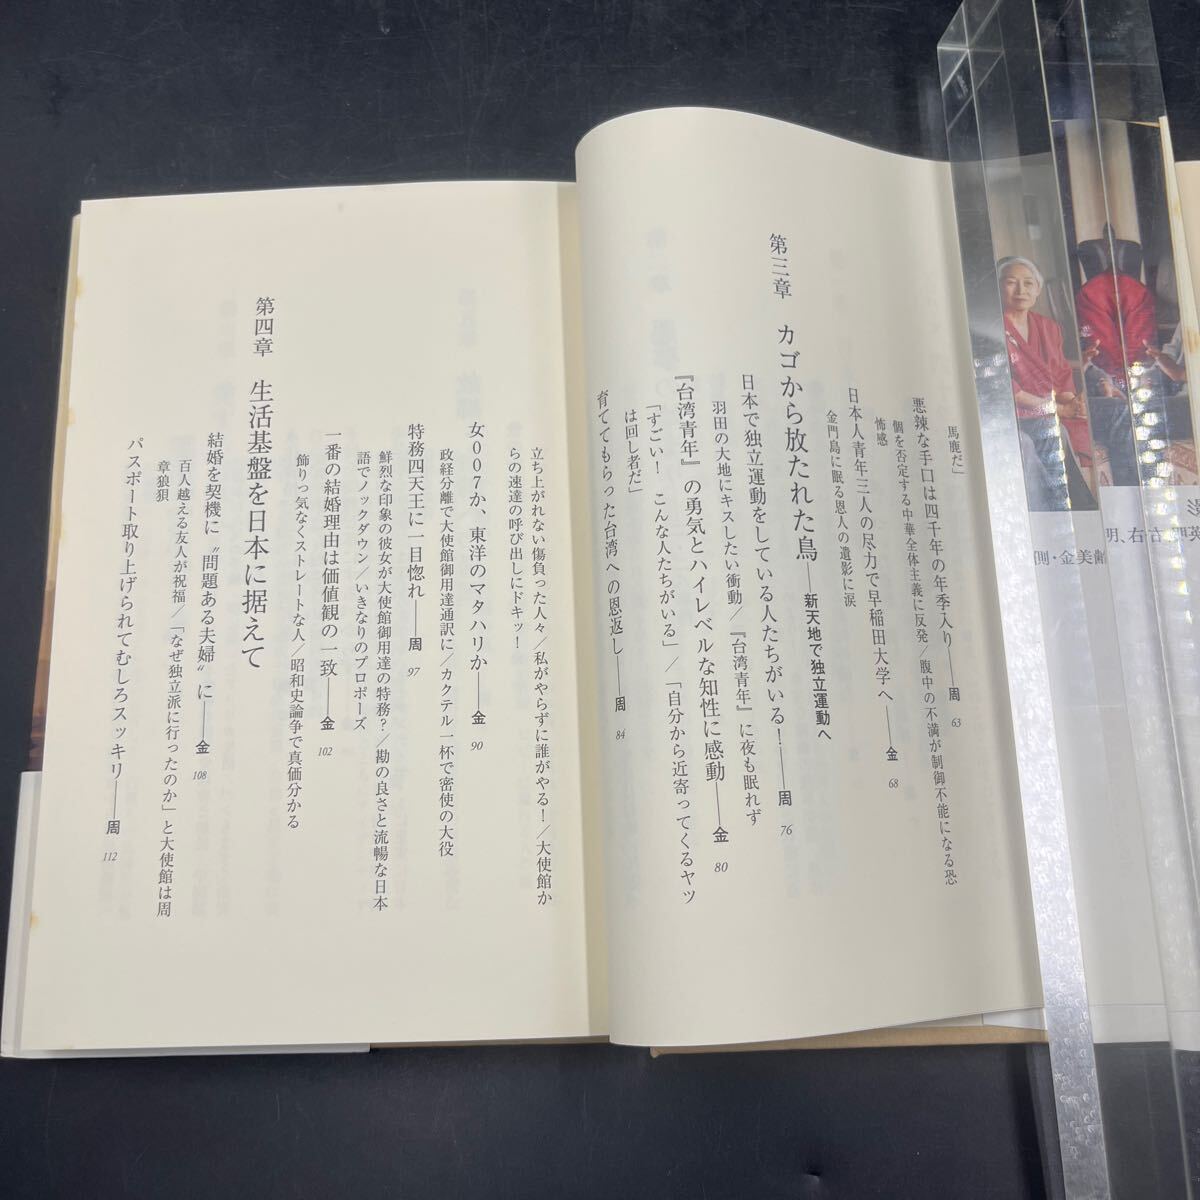 馬鹿だ」
悪辣な手口は四千年の年季入り――周 63
個を否定する中華全体主義に反発／腹中の不満が制御不能になる恐
怖感
日本人青年三人の尽力で早稲田大学へ――金 68
金門島に眠る恩人の遺影に涙
第三章 カゴから放たれた鳥――新天地で独立運動へ
日本で独立運動をしている人たちがいる！――周 76
羽田の大地にキスしたい衝動／『台湾青年』に夜も眠れず
『台湾青年』の勇気とハイレベルな知性に感動――金 80
「すごい！ こんな人たちがいる」／「自分から近寄ってくるヤツ
は回し者だ」
育ててもらった台湾への恩返し――周 84
立ち上がれない傷負った人々／私がやらずに誰がやる！／大使館か
らの速達の呼び出しにドキッ！
女００７か、東洋のマタハリか――金 90
政経分離で大使館御用達通訳に／カクテル一杯で密使の大役
特務四天王に一目惚れ――周 97
鮮烈な印象の彼女が大使館御用達の特務？／勘の良さと流暢な日本
語でノックダウン／いきなりのプロポーズ
一番の結婚理由は価値観の一致――金 102
飾りっ気なくストレートな人／昭和史論争で真価分かる
第四章 生活基盤を日本に据えて
結婚を契機に〝問題ある夫婦〟に――金 108
百人越える友人が祝福／「なぜ独立派に行ったのか」と大使館は周
章狼狽
パスポート取り上げられてむしろスッキリ――周 112
側・金美齢